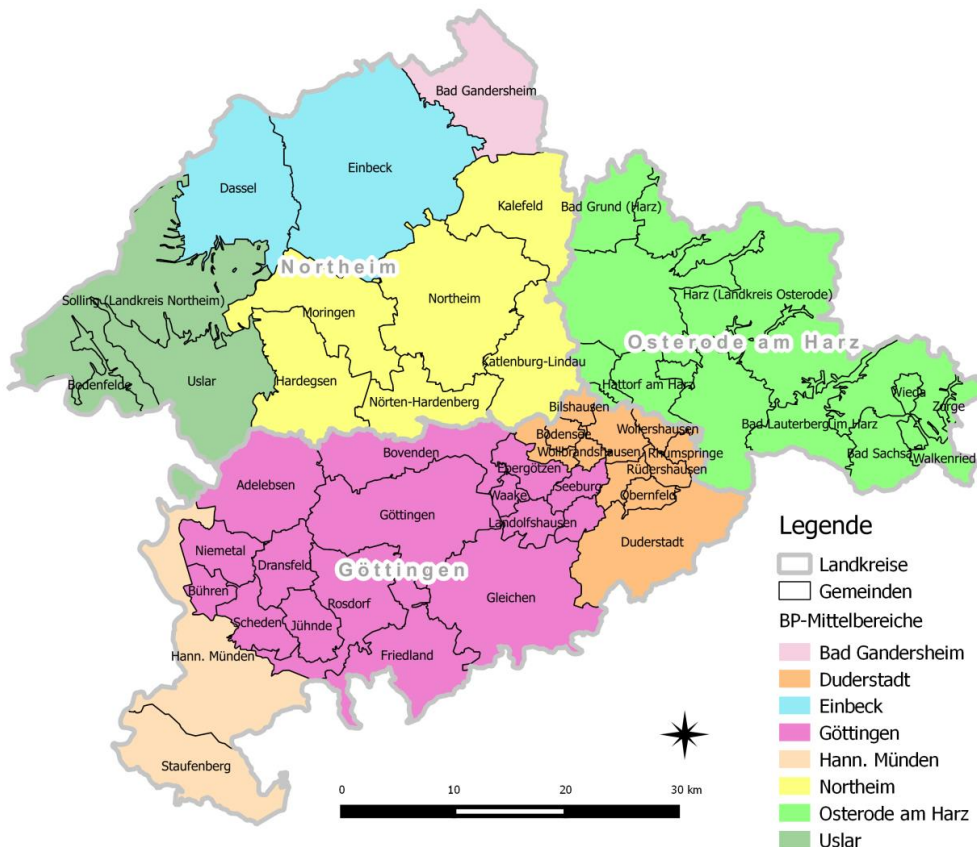 Bad Gandersheim
Einbeck
Dassel
Kalefeld
Bad Grund (Harz)
Northeim
Harz (Landkreis Osterode)
Northeim
Solling (Landkreis Northeim)
Moringen
Osterode am Harz
Katlenburg-Lindau
Bodenfelde
Uslar
Hardegsen
Hattorf am Harz
Wieda
Nörten-Hardenberg
Bilshausen
Zorge
Bad Lauterberg im Harz
Bodensee
Wollershausen
Bovenden
Wollbrandshausen
Rhumspringe
Bad Sachsa
Walkenried
Ebergötzen
Rüdershausen
Adelebsen
Seeburg
Waake
Obernfeld
Göttingen
Landolfshausen
Duderstadt
Niemetal
Dransfeld
Göttingen
Bühren
Rosdorf
Gleichen
Scheden
Jühnde
Hann. Münden
Friedland
Staufenberg
Legende
Landkreise
Gemeinden
BP-Mittelbereiche
Bad Gandersheim
Duderstadt
Einbeck
Göttingen
Hann. Münden
Northeim
Osterode am Harz
Uslar
0 10 20 30 km